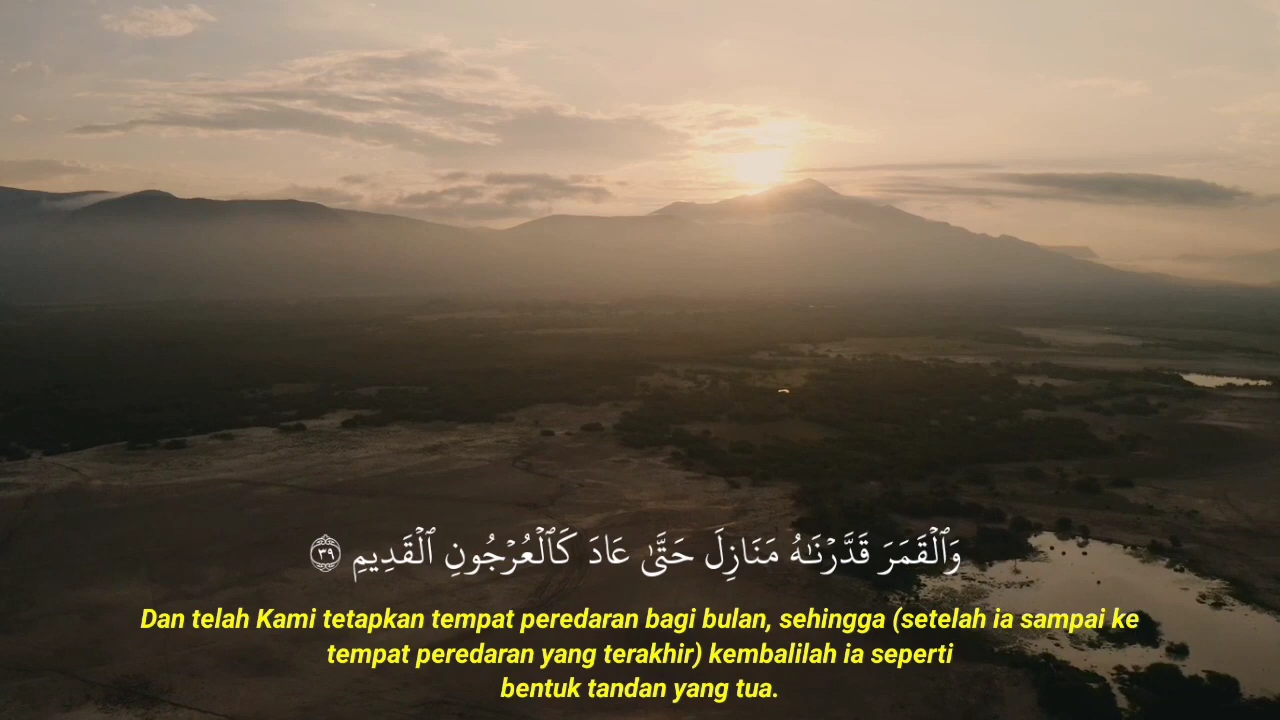 وَٱلْقَمَرَ قَدَّرْنَـٰهُ مَنَازِلَ حَتَّىٰ عَادَ كَٱلْعُرْجُونِ ٱلْقَدِيمِ ٣٩
Dan telah Kami tetapkan tempat peredaran bagi bulan, sehingga (setelah ia sampai ke
tempat peredaran yang terakhir) kembalilah ia seperti
bentuk tandan yang tua.